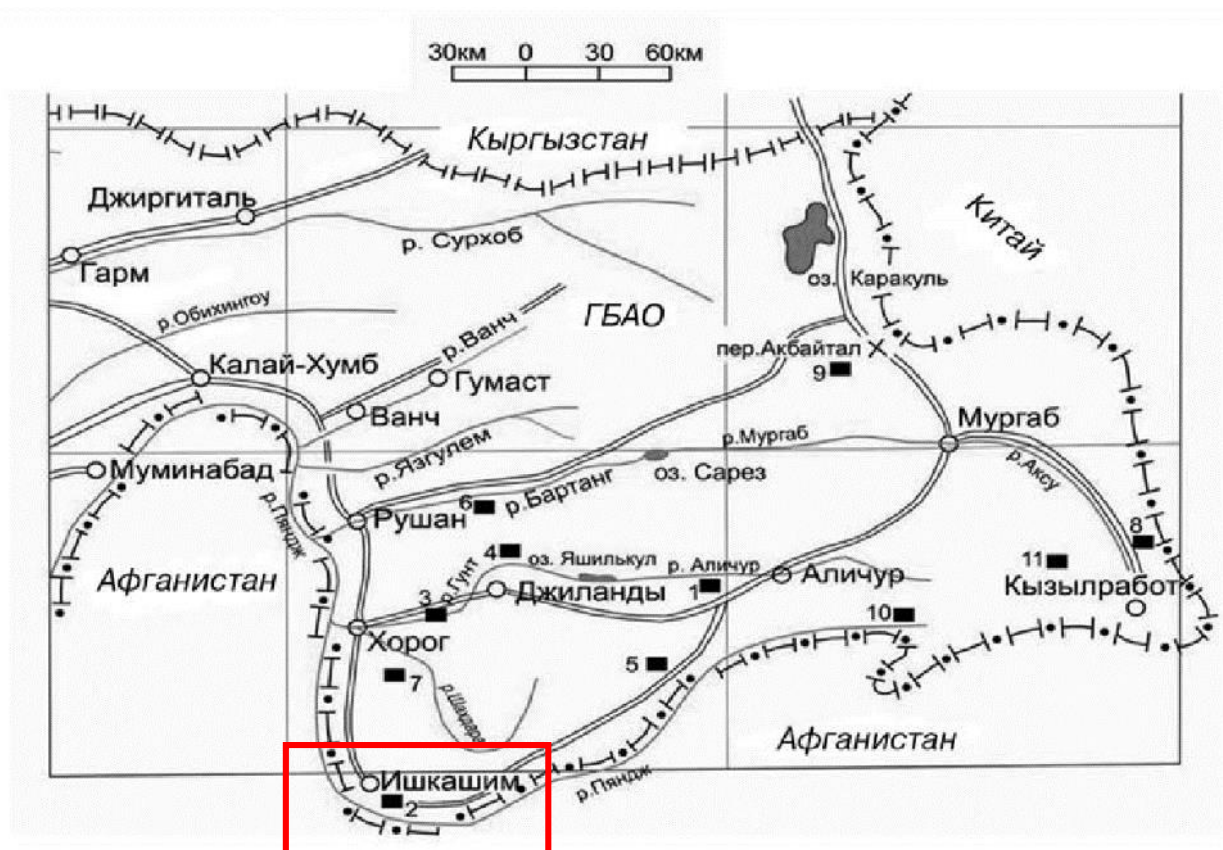 30км 0 30 60км
Кыргызстан
Джиргиталь
Китай
р. Сурхоб
Гарм
оз. Каракуль
р.Обихингоу
ГБАО
р.Ванч
пер.Акбайтал
Калай-Хумб
9
Гумаст
Ванч
Мургаб
р.Мургаб
р.Язгулем
Муминабад
оз. Сарез
р.Аксу
р.Бартанг
р.Пяндж
6
Рушан
8
4
оз. Яшилькул
р. Аличур
11
Афганистан
р.Гунт
Джиланды
1
Аличур
Кызылработ
3
10
Хорог
5
7
р.Шахдара
Афганистан
Ишкашим
р.Пяндж
2